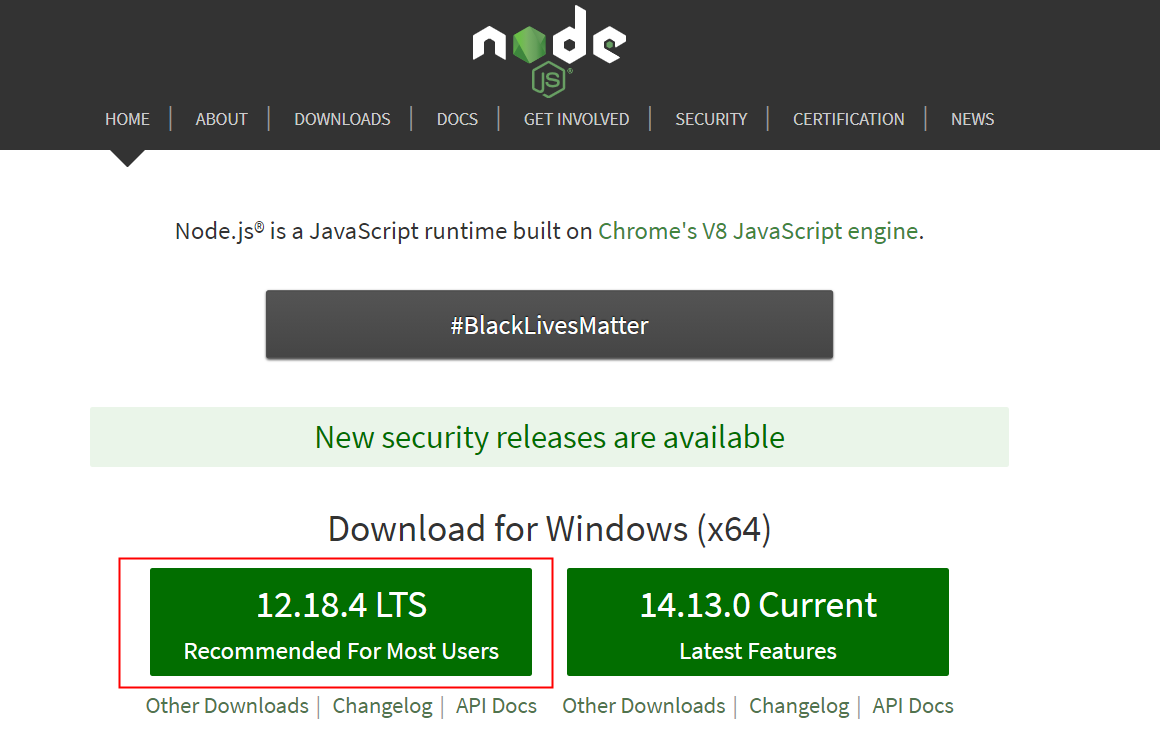 node
JS®
HOME | ABOUT | DOWNLOADS | DOCS | GET INVOLVED | SECURITY | CERTIFICATION | NEWS
Node.js® is a JavaScript runtime built on Chrome's V8 JavaScript engine.
#BlackLivesMatter
New security releases are available
Download for Windows (x64)
12.18.4 LTS
Recommended For Most Users
14.13.0 Current
Latest Features
Other Downloads | Changelog | API Docs
Other Downloads | Changelog | API Docs